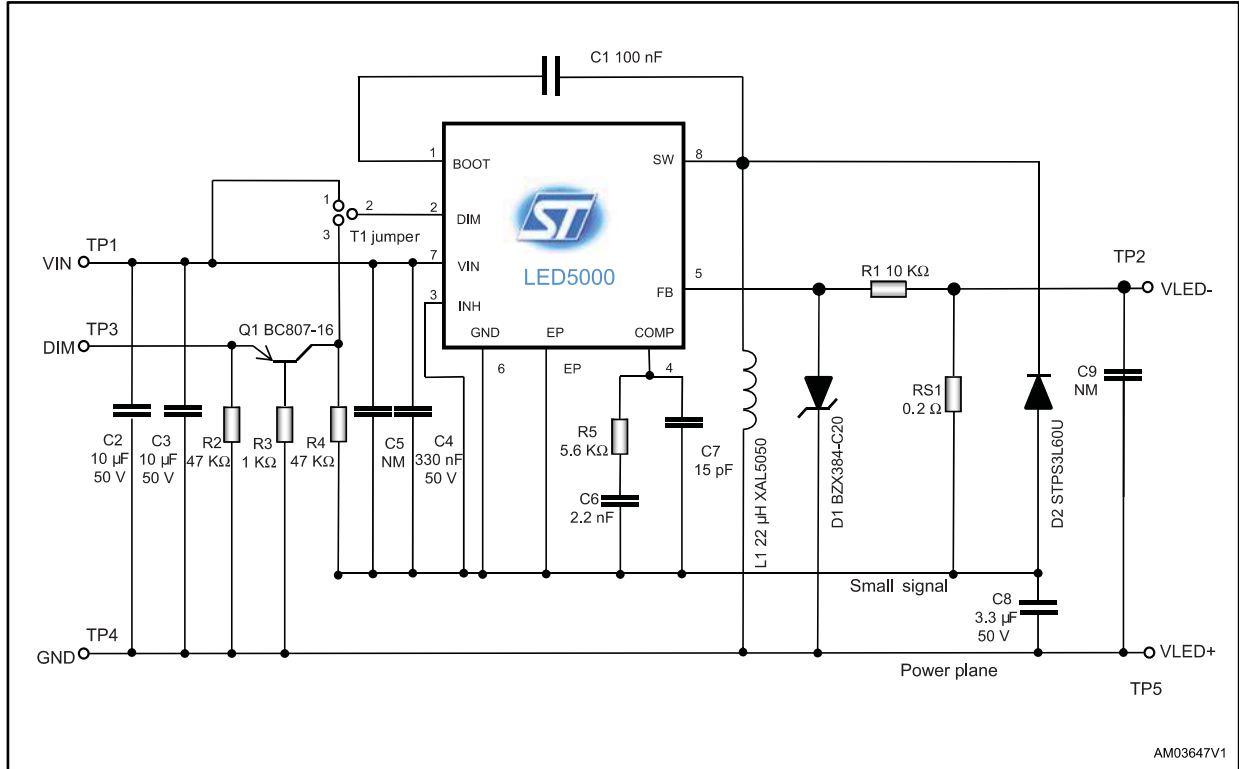 C1 100 nF
1
BOOT
SW
8
1
2
2
DIM
3
T1 jumper
ST
TP1
VIN
7
VIN
LED5000
5
R1 10 KΩ
TP2
VLED-
3
INH
FB
TP3
DIM
Q1 BC807-16
GND
EP
COMP
6
EP
4
C2
10 µF
50 V
C3
10 µF
50 V
R2
47 KΩ
R3
1 KΩ
R4
47 KΩ
C5
NM
C4
330 nF
50 V
R5
5.6 KΩ
C6
2.2 nF
C7
15 pF
L1 22 µH XAL5050
D1 BZX384-C20
RS1
0.2 Ω
D2 STPS3L60U
C9
NM
Small signal
C8
3.3 µF
50 V
TP4
GND
Power plane
VLED+
TP5
AM03647V1